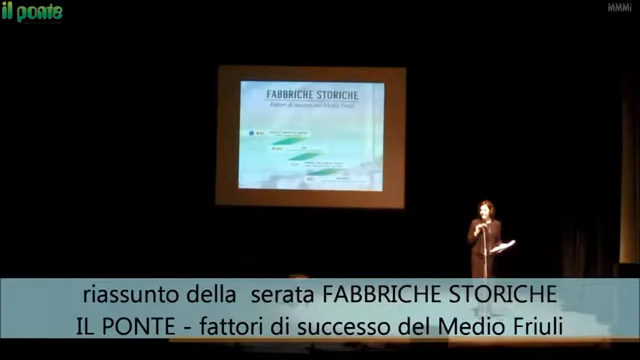 il ponte
MMMi
FABBRICHE STORICHE
Fattori di successo del Medio Friuli
riassunto della serata FABBRICHE STORICHE
IL PONTE - fattori di successo del Medio Friuli